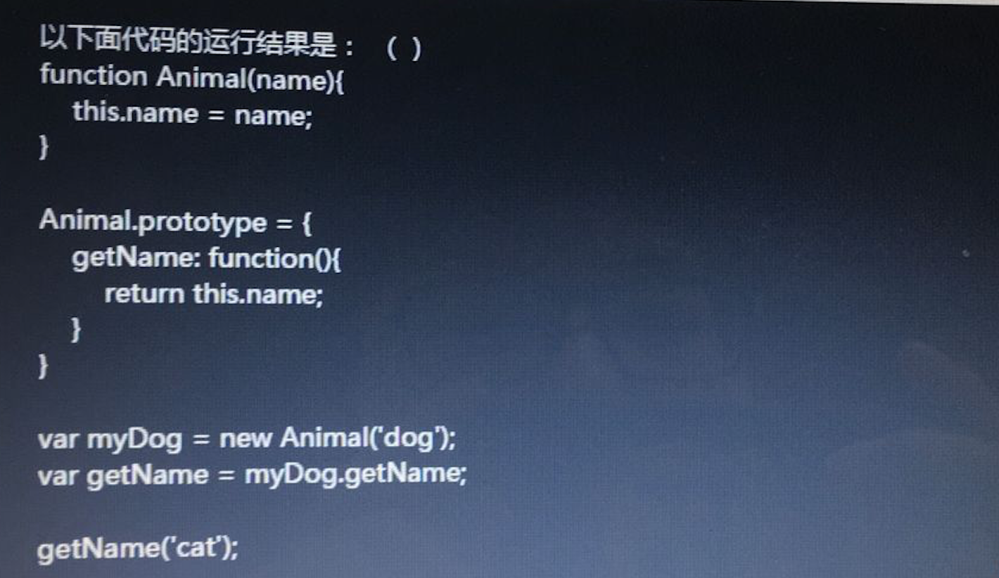 以下面代码的运行结果是： （ ）
function Animal(name){
this.name = name;
}
Animal.prototype = {
getName: function(){
return this.name;
}
}
var myDog = new Animal('dog');
var getName = myDog.getName;
getName('cat');